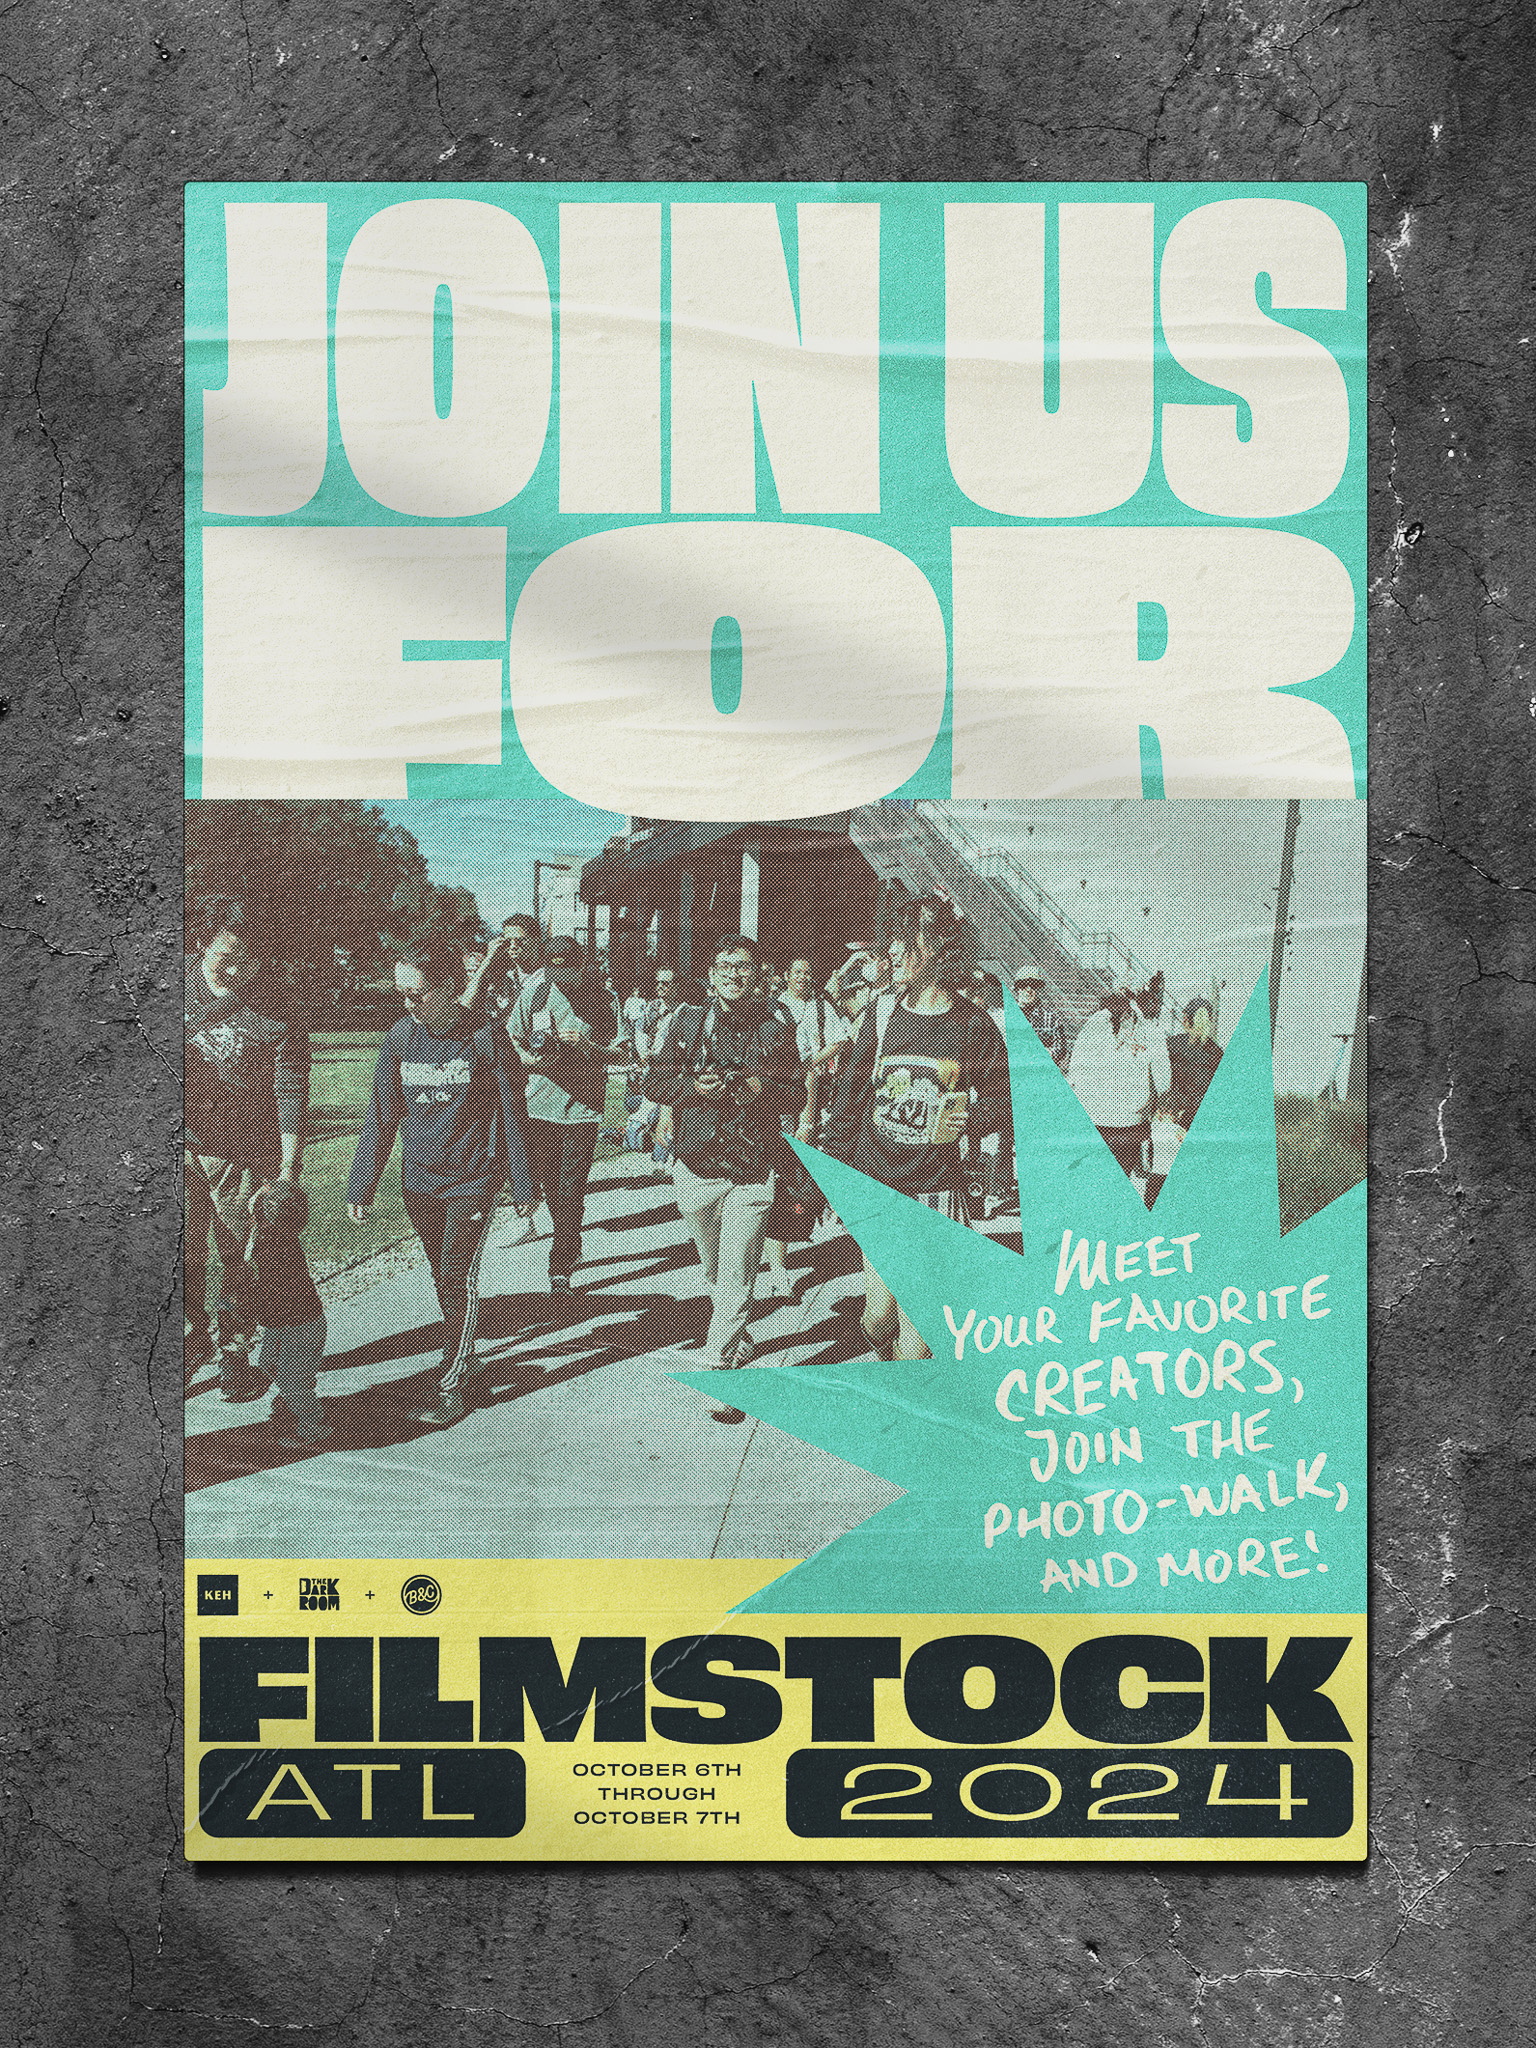 JOIN US
FOR
MEET
YOUR FAVORITE
CREATORS,
JOIN THE
PHOTO-WALK,
AND MORE!
KEH + THE DARK ROOM + B&C
FILMSTOCK
ATL
OCTOBER 6TH
THROUGH
OCTOBER 7TH
2024